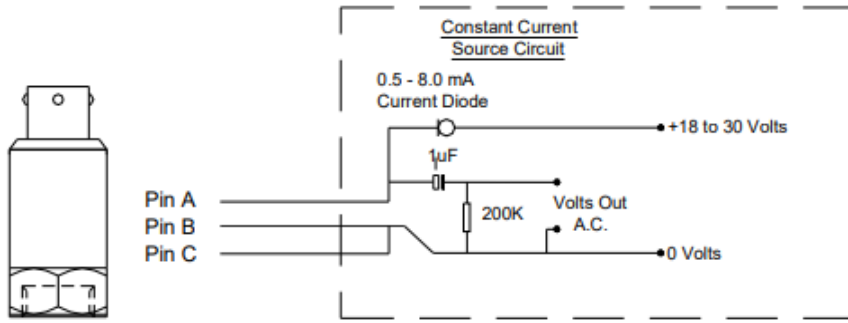 Constant Current
Source Circuit
0.5 - 8.0 mA
Current Diode
+18 to 30 Volts
1uF
Pin A
Pin B
Pin C
200K
Volts Out
A.C.
0 Volts